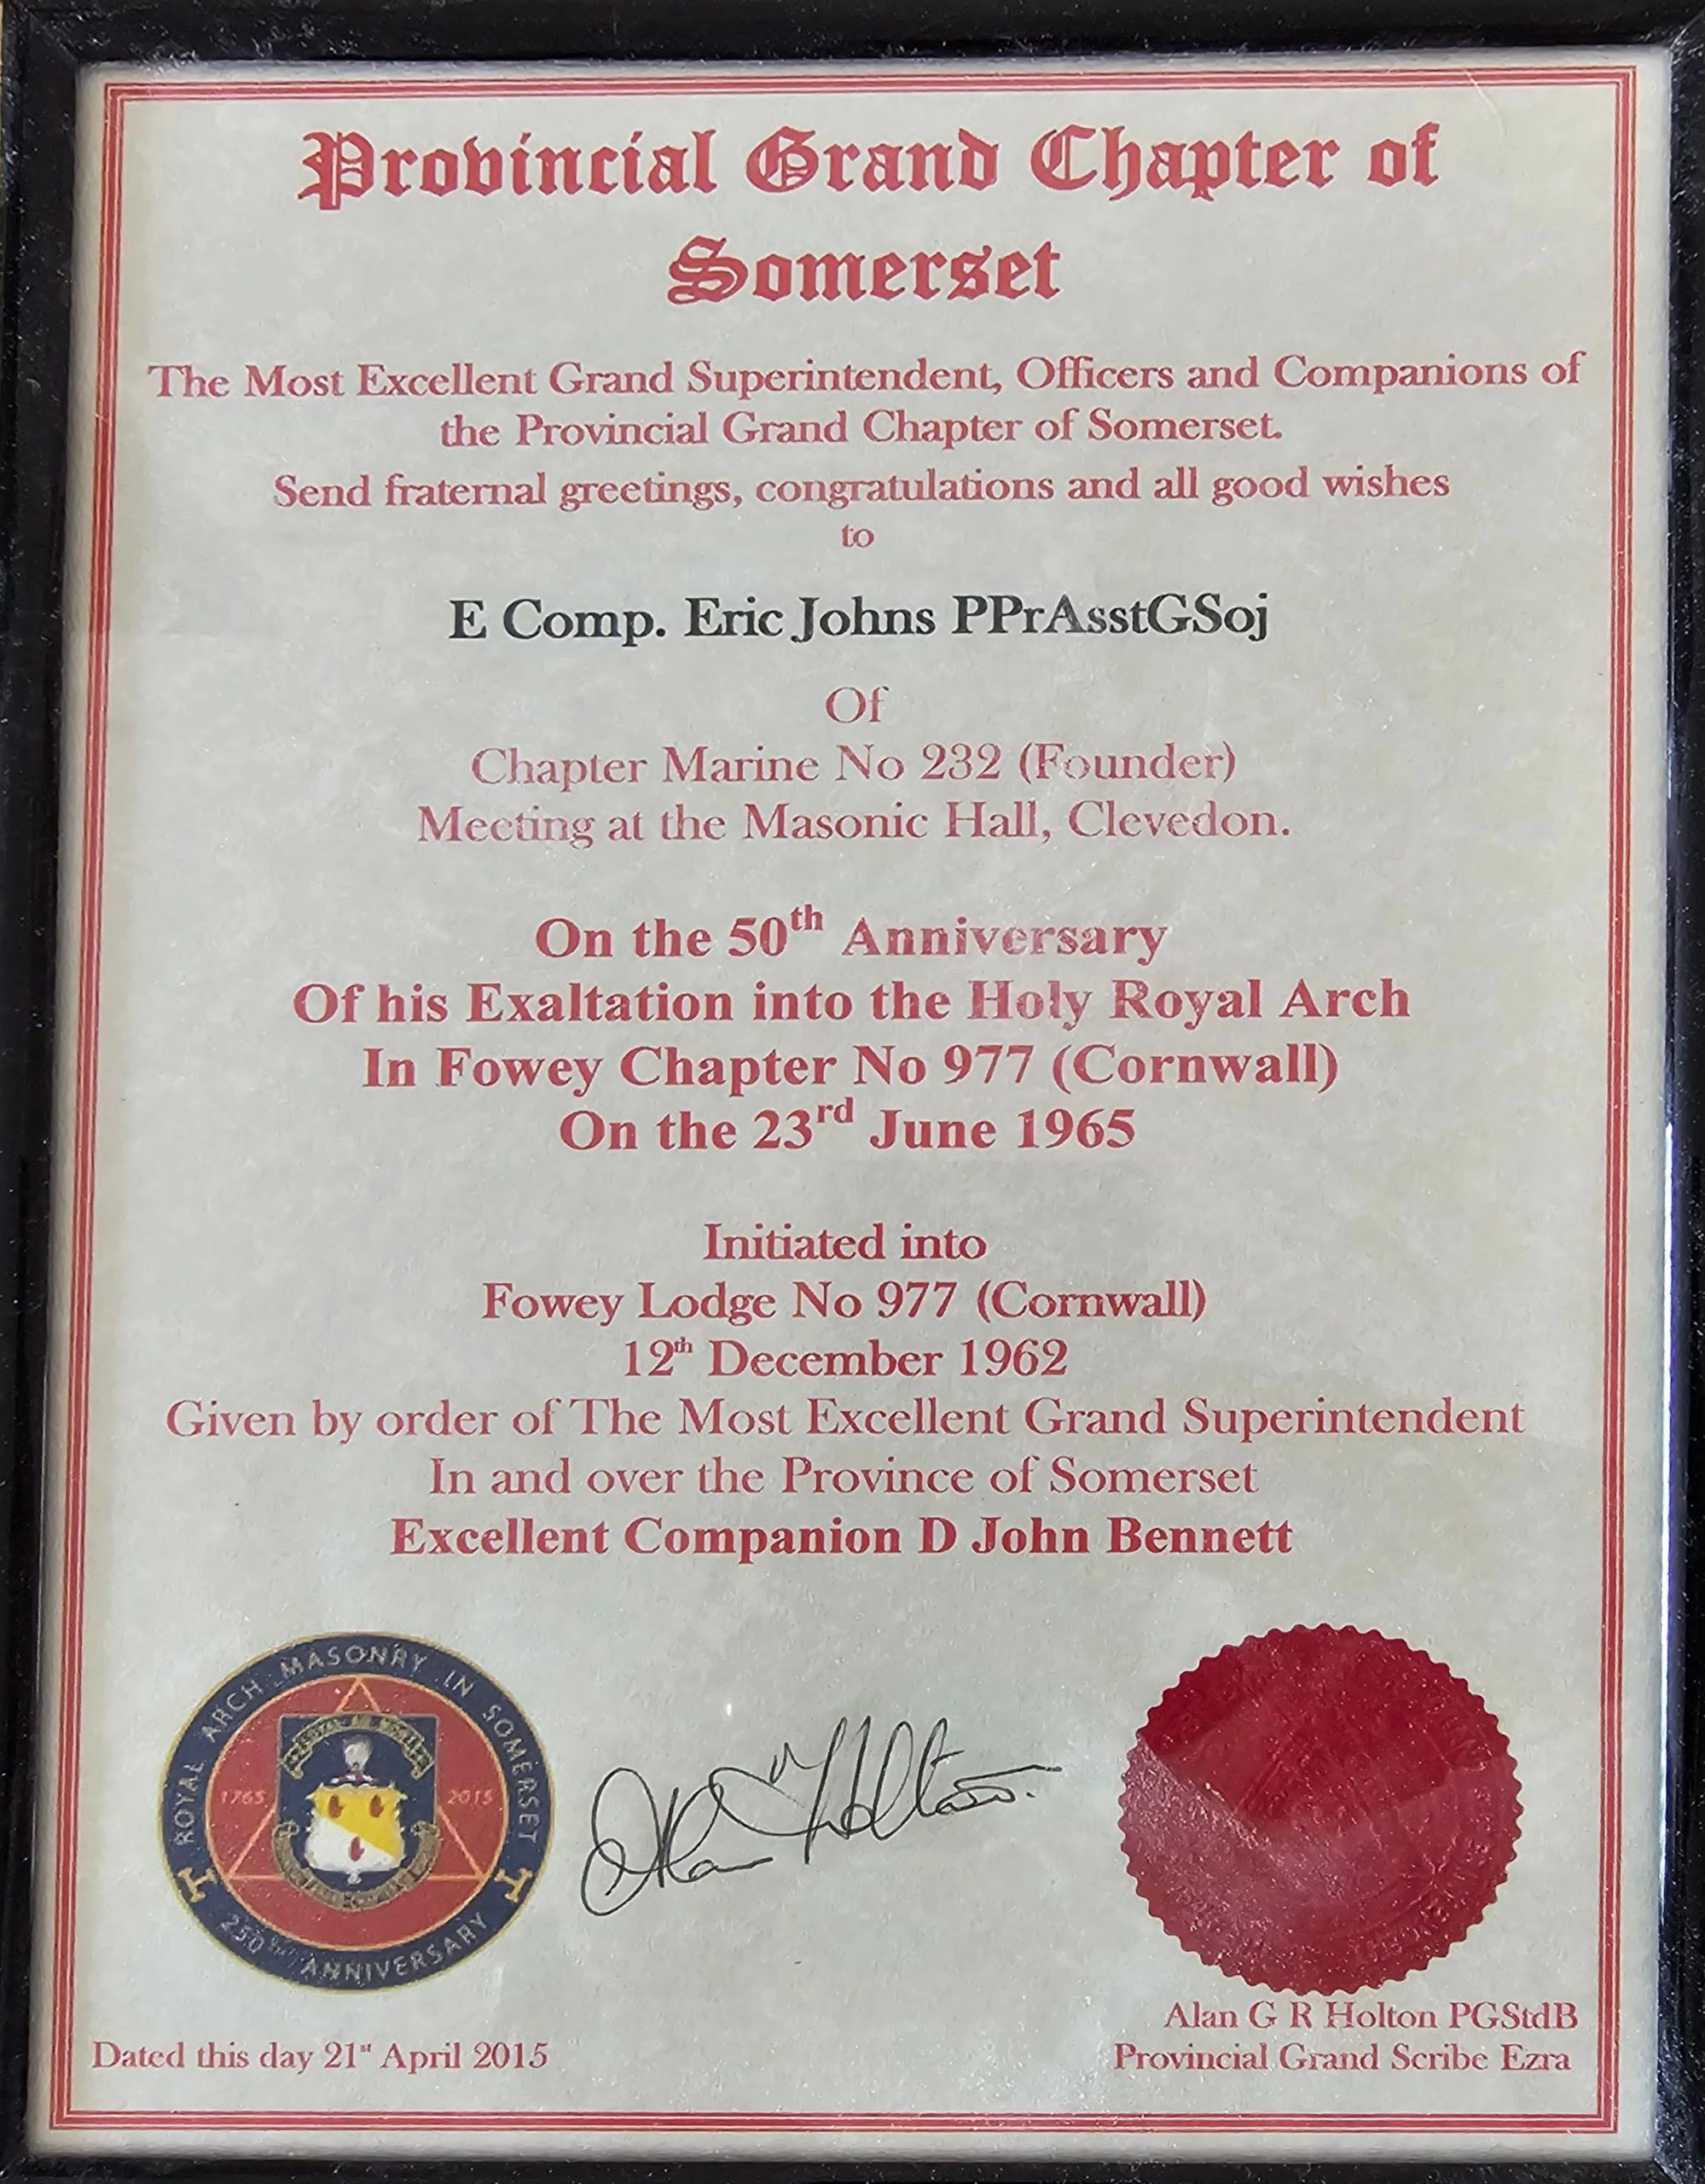 Provincial Grand Chapter of
Somerset
The Most Excellent Grand Superintendent, Officers and Companions of
the Provincial Grand Chapter of Somerset.
Send fraternal greetings, congratulations and all good wishes
to
E Comp. Eric Johns PPrAsstGSoj
Of
Chapter Marine No 232 (Founder)
Meeting at the Masonic Hall, Clevedon.
On the 50th Anniversary
Of his Exaltation into the Holy Royal Arch
In Fowey Chapter No 977 (Cornwall)
On the 23rd June 1965
Initiated into
Fowey Lodge No 977 (Cornwall)
12th December 1962
Given by order of The Most Excellent Grand Superintendent
In and over the Province of Somerset
Excellent Companion D John Bennett
ROYAL ARCH MASONRY IN SOMERSET
1765 2015
250th ANNIVERSARY
Alan Holton
Alan G R Holton PGStdB
Provincial Grand Scribe Ezra
Dated this day 21st April 2015